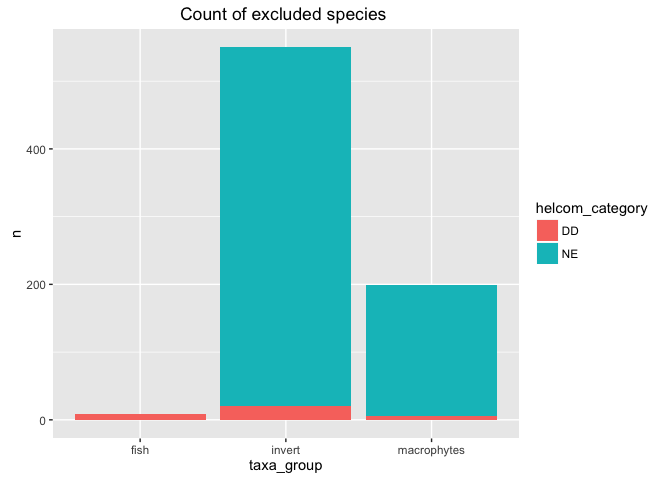 Count of excluded species
n
400
200
0
fish
invert
macrophytes
taxa_group
helcom_category
DD
NE